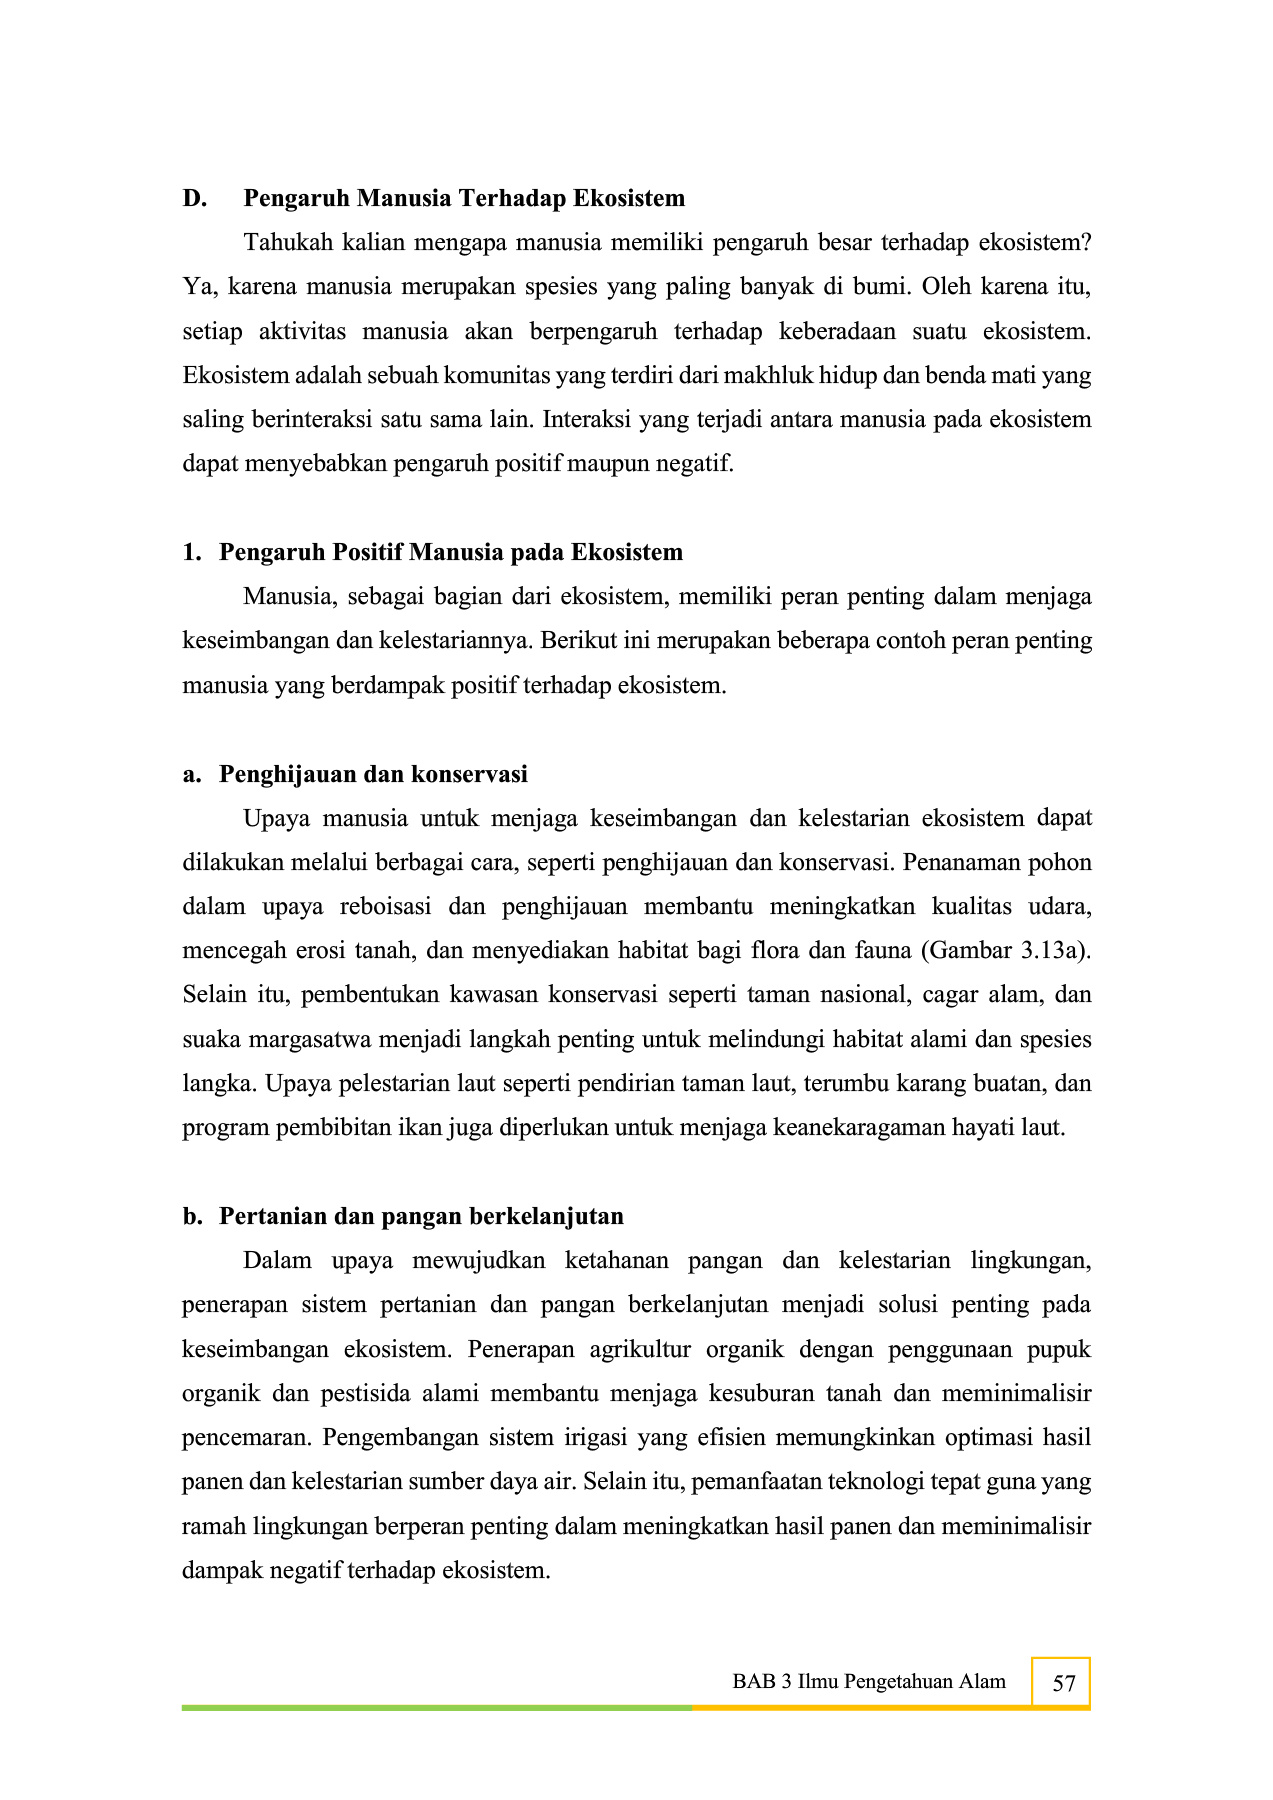 D. Pengaruh Manusia Terhadap Ekosistem
Tahukah kalian mengapa manusia memiliki pengaruh besar terhadap ekosistem?
Ya, karena manusia merupakan spesies yang paling banyak di bumi. Oleh karena itu,
setiap aktivitas manusia akan berpengaruh terhadap keberadaan suatu ekosistem.
Ekosistem adalah sebuah komunitas yang terdiri dari makhluk hidup dan benda mati yang
saling berinteraksi satu sama lain. Interaksi yang terjadi antara manusia pada ekosistem
dapat menyebabkan pengaruh positif maupun negatif.
1. Pengaruh Positif Manusia pada Ekosistem
Manusia, sebagai bagian dari ekosistem, memiliki peran penting dalam menjaga
keseimbangan dan kelestariannya. Berikut ini merupakan beberapa contoh peran penting
manusia yang berdampak positif terhadap ekosistem.
a. Penghijauan dan konservasi
Upaya manusia untuk menjaga keseimbangan dan kelestarian ekosistem dapat
dilakukan melalui berbagai cara, seperti penghijauan dan konservasi. Penanaman pohon
dalam upaya reboisasi dan penghijauan membantu meningkatkan kualitas udara,
mencegah erosi tanah, dan menyediakan habitat bagi flora dan fauna (Gambar 3.13a).
Selain itu, pembentukan kawasan konservasi seperti taman nasional, cagar alam, dan
suaka margasatwa menjadi langkah penting untuk melindungi habitat alami dan spesies
langka. Upaya pelestarian laut seperti pendirian taman laut, terumbu karang buatan, dan
program pembibitan ikan juga diperlukan untuk menjaga keanekaragaman hayati laut.
b. Pertanian dan pangan berkelanjutan
Dalam upaya mewujudkan ketahanan pangan dan kelestarian lingkungan,
penerapan sistem pertanian dan pangan berkelanjutan menjadi solusi penting pada
keseimbangan ekosistem. Penerapan agrikultur organik dengan penggunaan pupuk
organik dan pestisida alami membantu menjaga kesuburan tanah dan meminimalisir
pencemaran. Pengembangan sistem irigasi yang efisien memungkinkan optimasi hasil
panen dan kelestarian sumber daya air. Selain itu, pemanfaatan teknologi tepat guna yang
ramah lingkungan berperan penting dalam meningkatkan hasil panen dan meminimalisir
dampak negatif terhadap ekosistem.
BAB 3 Ilmu Pengetahuan Alam 57